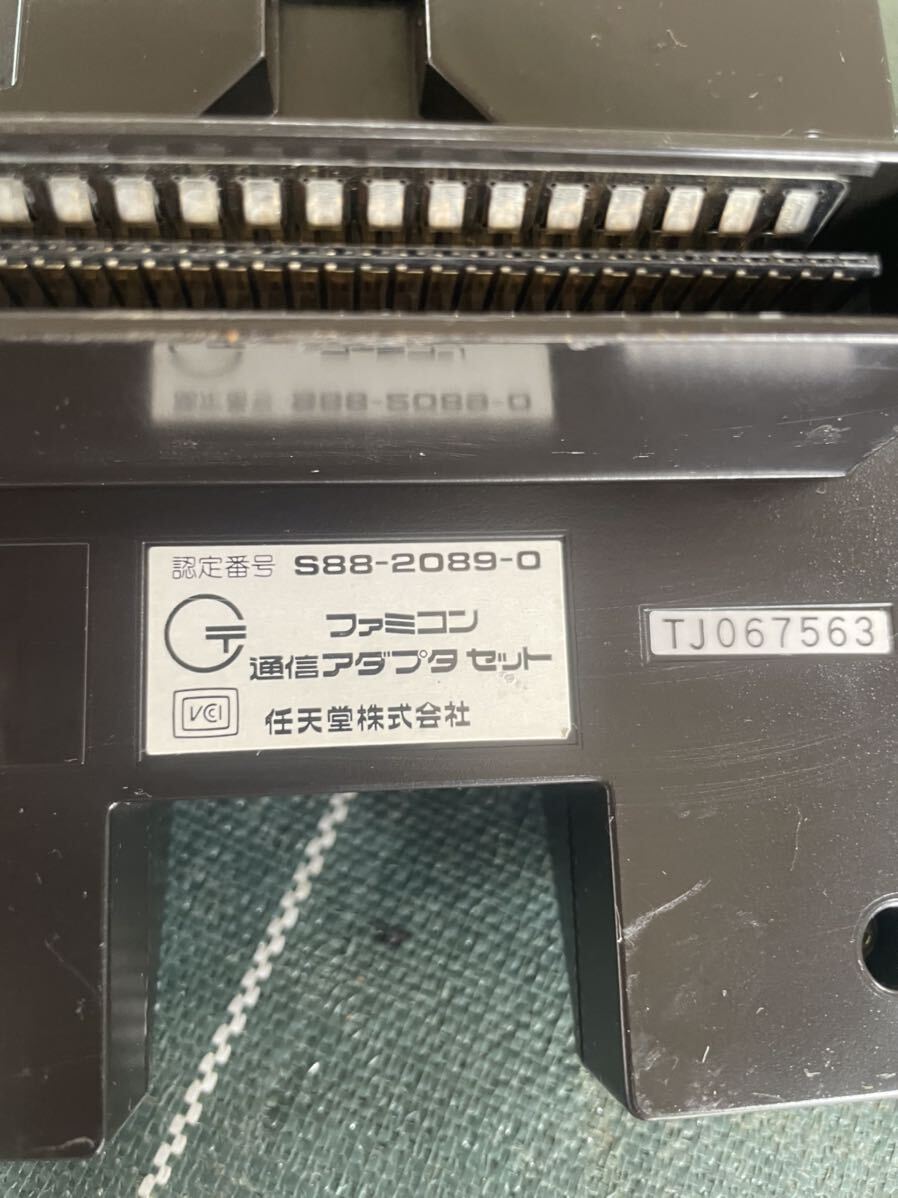 認定番号 S88-2089-0
〒
ファミコン
通信アダプタセット
VCI
任天堂株式会社
TJ067563